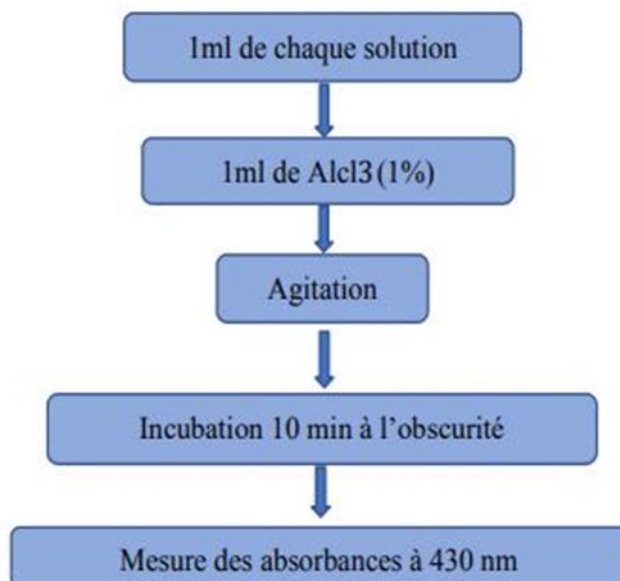 1ml de chaque solution
1ml de Alcl3 (1%)
Agitation
Incubation 10 min à l’obscurité
Mesure des absorbances à 430 nm